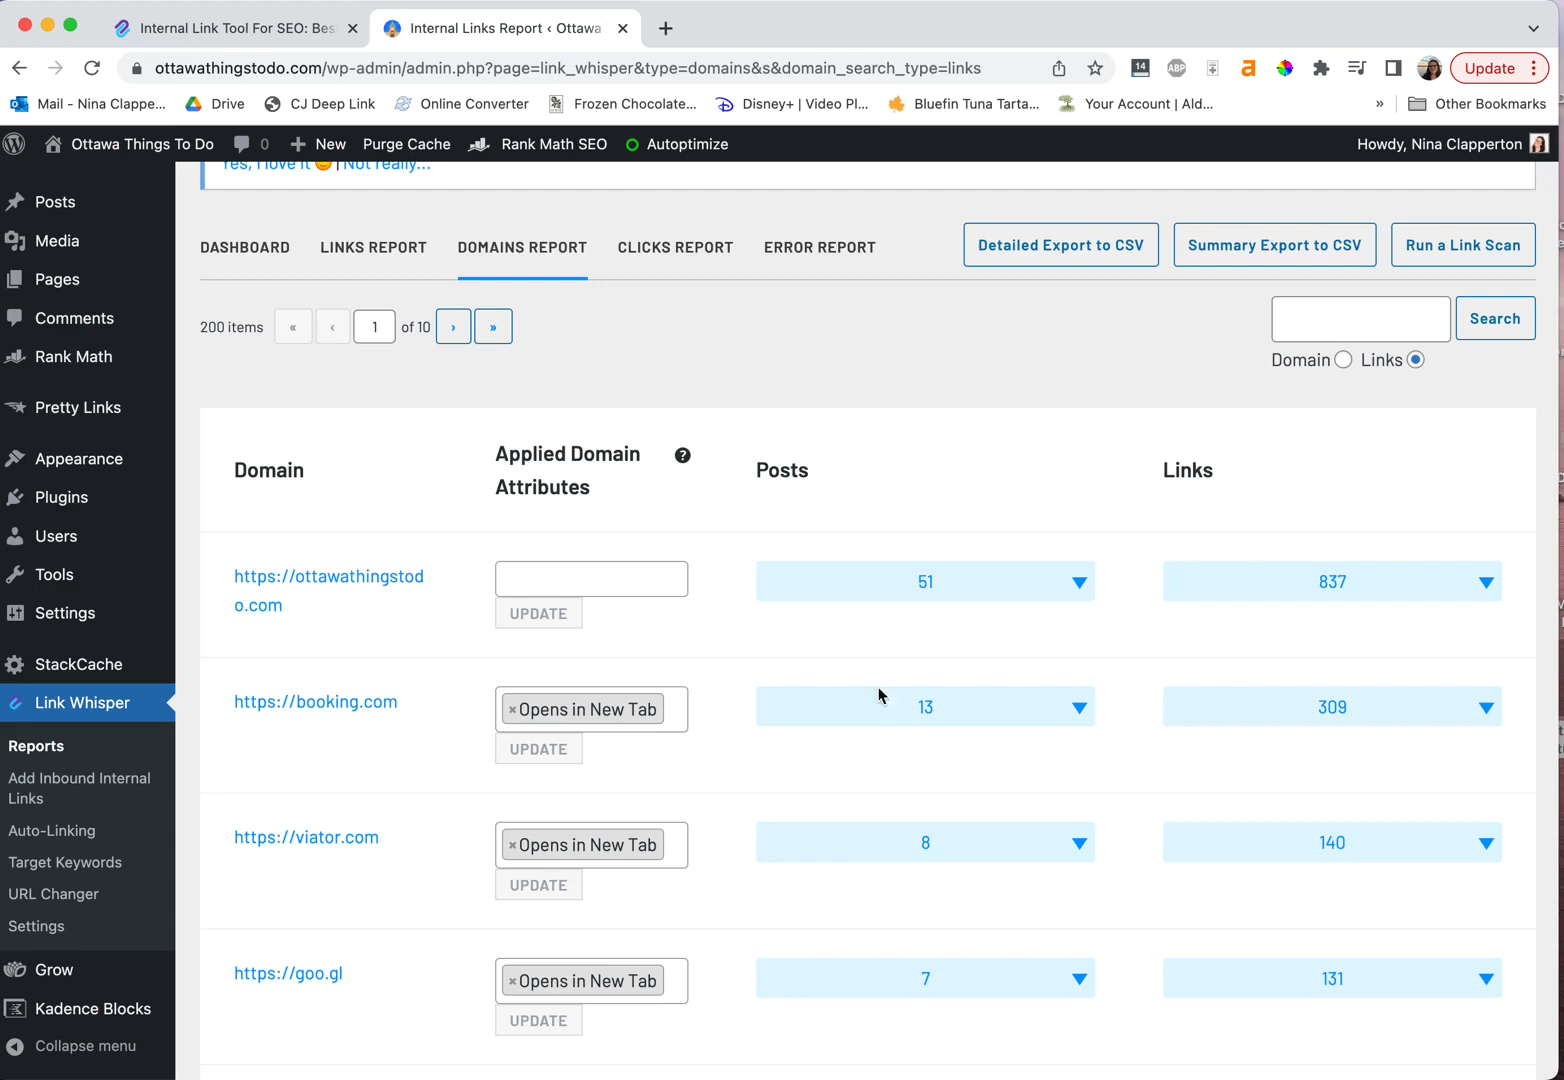 Internal Link Tool For SEO: Bes
Internal Links Report ‹ Ottawa
ottawathingstodo.com/wp-admin/admin.php?page=link_whisper&type=domains&s&domain_search_type=links
14
ABP
Update
Mail - Nina Clappe...
Drive
CJ Deep Link
Online Converter
Frozen Chocolate...
Disney+ | Video Pl...
Bluefin Tuna Tarta...
Your Account | Ald...
»
Other Bookmarks
Ottawa Things To Do
0
New
Purge Cache
Rank Math SEO
Autoptimize
Howdy, Nina Clapperton
Posts
Media
Pages
Comments
Rank Math
Pretty Links
Appearance
Plugins
Users
Tools
Settings
StackCache
Link Whisper
Reports
Add Inbound Internal
Links
Auto-Linking
Target Keywords
URL Changer
Settings
Grow
Kadence Blocks
Collapse menu
Yes, I love it 🙂 | Not really...
DASHBOARD
LINKS REPORT
DOMAINS REPORT
CLICKS REPORT
ERROR REPORT
Detailed Export to CSV
Summary Export to CSV
Run a Link Scan
200 items
«
‹
1
of 10
›
»
Search
Domain
Links
Domain
Applied Domain
Attributes
?
Posts
Links
https://ottawathingstod
o.com
UPDATE
51
837
https://booking.com
×Opens in New Tab
UPDATE
13
309
https://viator.com
×Opens in New Tab
UPDATE
8
140
https://goo.gl
×Opens in New Tab
UPDATE
7
131